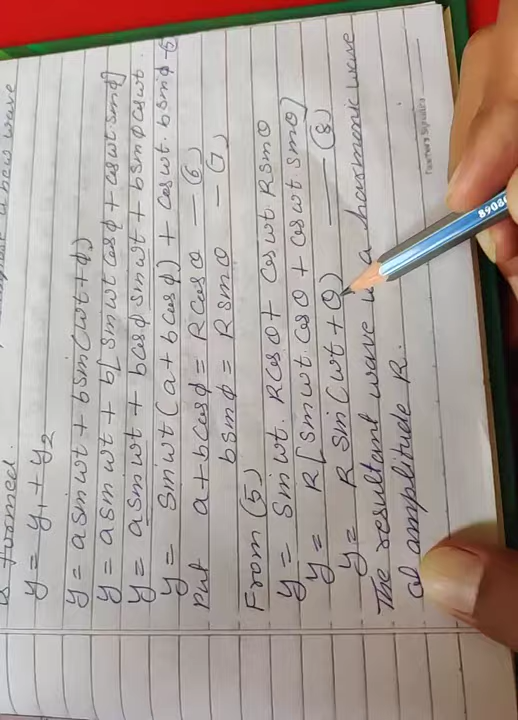 is formed.
y = y₁ + y₂
y = a sin ωt + b sin(ωt + ϕ)
y = a sin ωt + b[sin ωt cos ϕ + cos ωt sin ϕ]
y = a sin ωt + b cos ϕ sin ωt + b sin ϕ cos ωt.
y = sin ωt (a + b cos ϕ) + cos ωt . b sin ϕ -5
Put a + b cos ϕ = R cos θ — (6)
b sin ϕ = R sin θ — (7)
From (5)
y = sin ωt . R cos θ + cos ωt R sin θ
y = R [sin ωt . cos θ + cos ωt . sin θ]
y = R sin (ωt + θ) — (8)
The resultant wave a harmonic wave
of amplitude R.
Teacher's Signature
8908